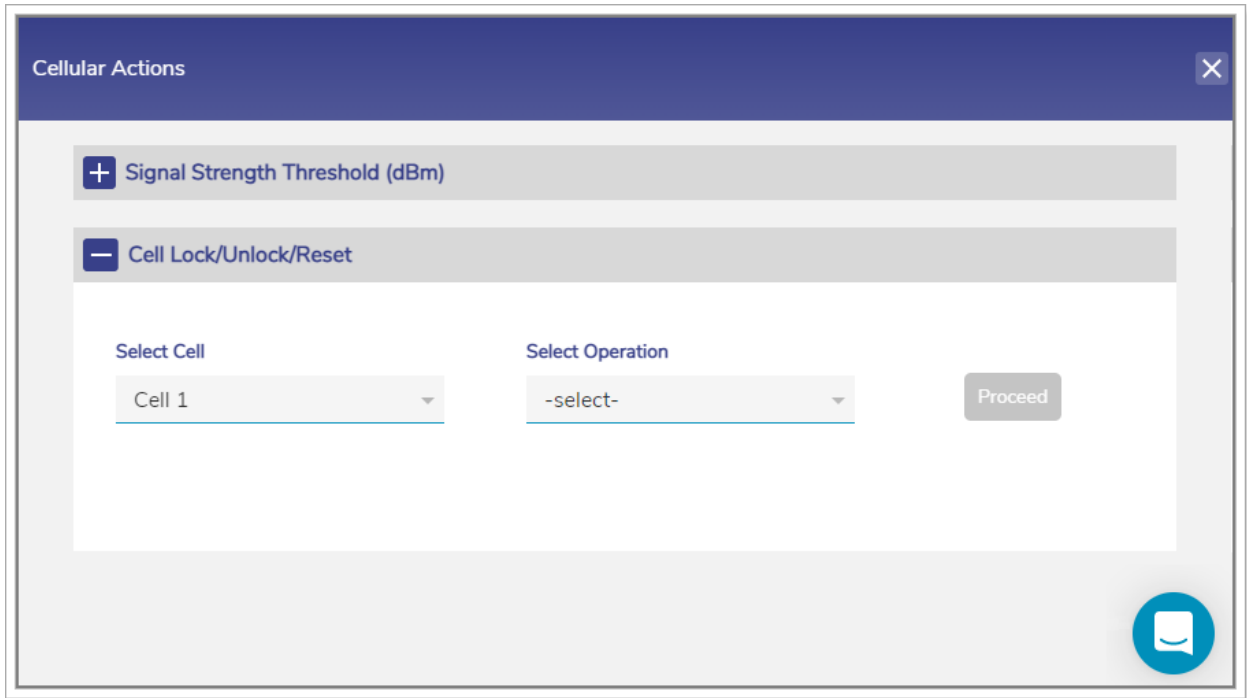 Cellular Actions
Signal Strength Threshold (dBm)
Cell Lock/Unlock/Reset
Select Cell
Select Operation
Cell 1
-select-
Proceed